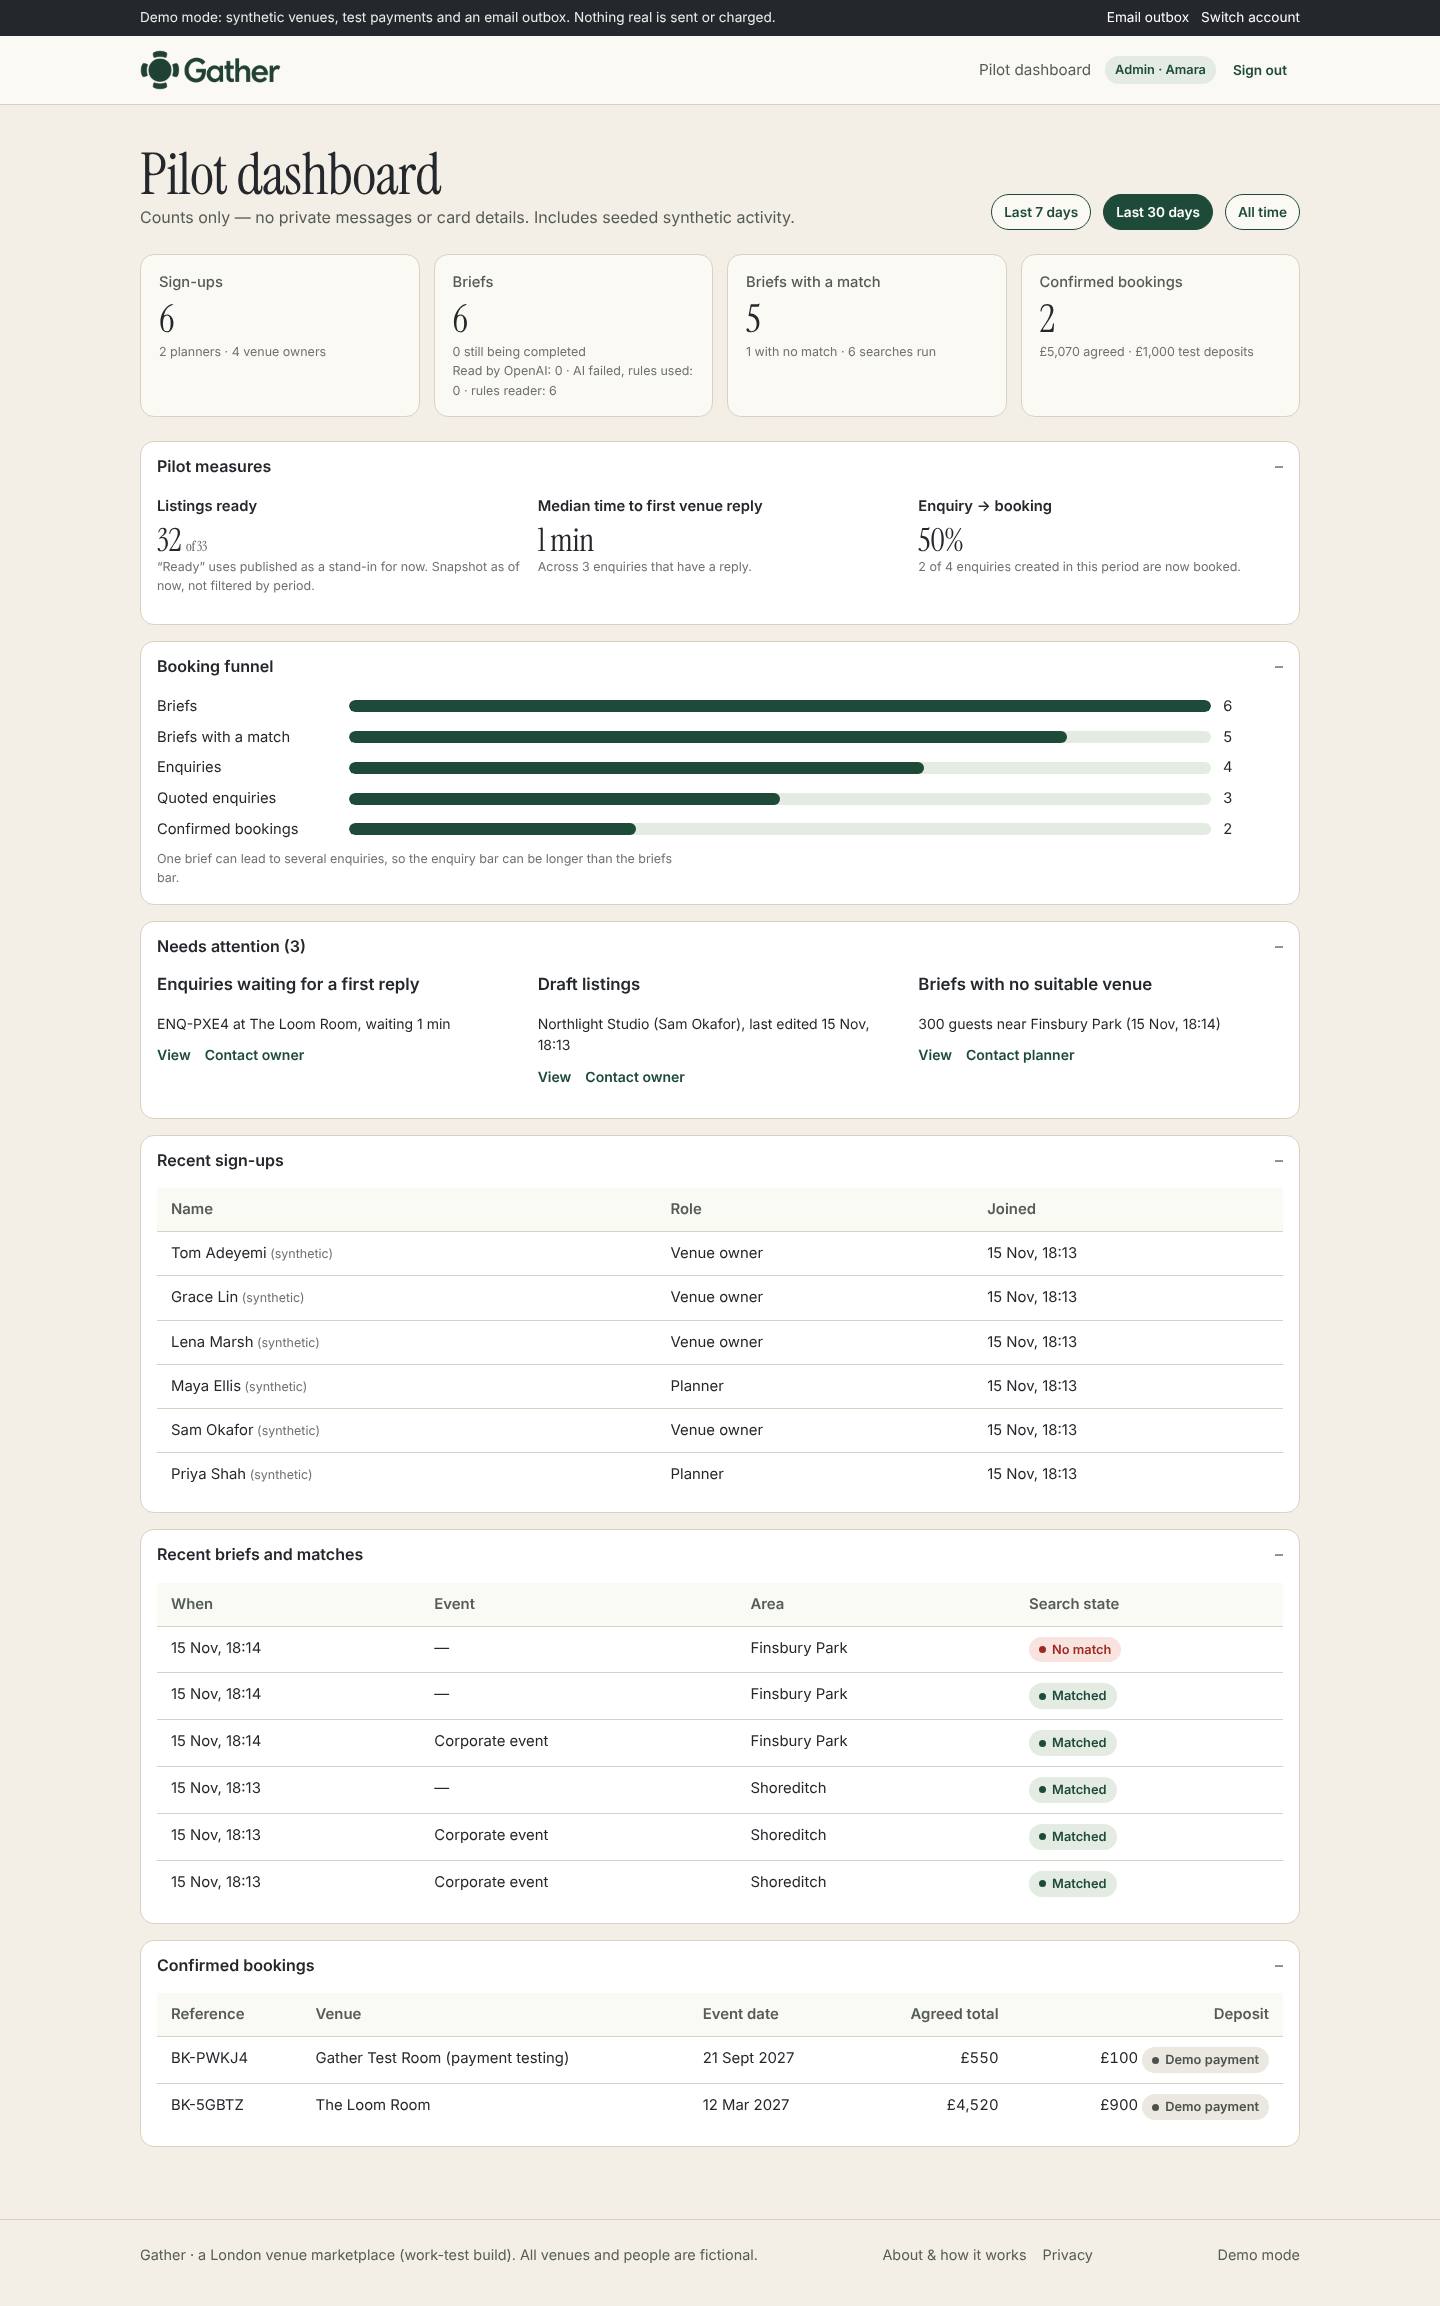 Demo mode: synthetic venues, test payments and an email outbox. Nothing real is sent or charged.
Email outbox Switch account
Gather
Pilot dashboard Admin · Amara Sign out
Pilot dashboard
Counts only — no private messages or card details. Includes seeded synthetic activity.
Last 7 days Last 30 days All time
Sign-ups
6
2 planners · 4 venue owners
Briefs
6
0 still being completed
Read by OpenAI: 0 · AI failed, rules used:
0 · rules reader: 6
Briefs with a match
5
1 with no match · 6 searches run
Confirmed bookings
2
£5,070 agreed · £1,000 test deposits
Pilot measures –
Listings ready
32 of 33
“Ready” uses published as a stand-in for now. Snapshot as of
now, not filtered by period.
Median time to first venue reply
1 min
Across 3 enquiries that have a reply.
Enquiry → booking
50%
2 of 4 enquiries created in this period are now booked.
Booking funnel –
Briefs 6
Briefs with a match 5
Enquiries 4
Quoted enquiries 3
Confirmed bookings 2
One brief can lead to several enquiries, so the enquiry bar can be longer than the briefs
bar.
Needs attention (3) –
Enquiries waiting for a first reply
ENQ-PXE4 at The Loom Room, waiting 1 min
View Contact owner
Draft listings
Northlight Studio (Sam Okafor), last edited 15 Nov,
18:13
View Contact owner
Briefs with no suitable venue
300 guests near Finsbury Park (15 Nov, 18:14)
View Contact planner
Recent sign-ups –
Name Role Joined
Tom Adeyemi (synthetic) Venue owner 15 Nov, 18:13
Grace Lin (synthetic) Venue owner 15 Nov, 18:13
Lena Marsh (synthetic) Venue owner 15 Nov, 18:13
Maya Ellis (synthetic) Planner 15 Nov, 18:13
Sam Okafor (synthetic) Venue owner 15 Nov, 18:13
Priya Shah (synthetic) Planner 15 Nov, 18:13
Recent briefs and matches –
When Event Area Search state
15 Nov, 18:14 — Finsbury Park No match
15 Nov, 18:14 — Finsbury Park Matched
15 Nov, 18:14 Corporate event Finsbury Park Matched
15 Nov, 18:13 — Shoreditch Matched
15 Nov, 18:13 Corporate event Shoreditch Matched
15 Nov, 18:13 Corporate event Shoreditch Matched
Confirmed bookings –
Reference Venue Event date Agreed total Deposit
BK-PWKJ4 Gather Test Room (payment testing) 21 Sept 2027 £550 £100 Demo payment
BK-5GBTZ The Loom Room 12 Mar 2027 £4,520 £900 Demo payment
Gather · a London venue marketplace (work-test build). All venues and people are fictional.
About & how it works Privacy
Demo mode